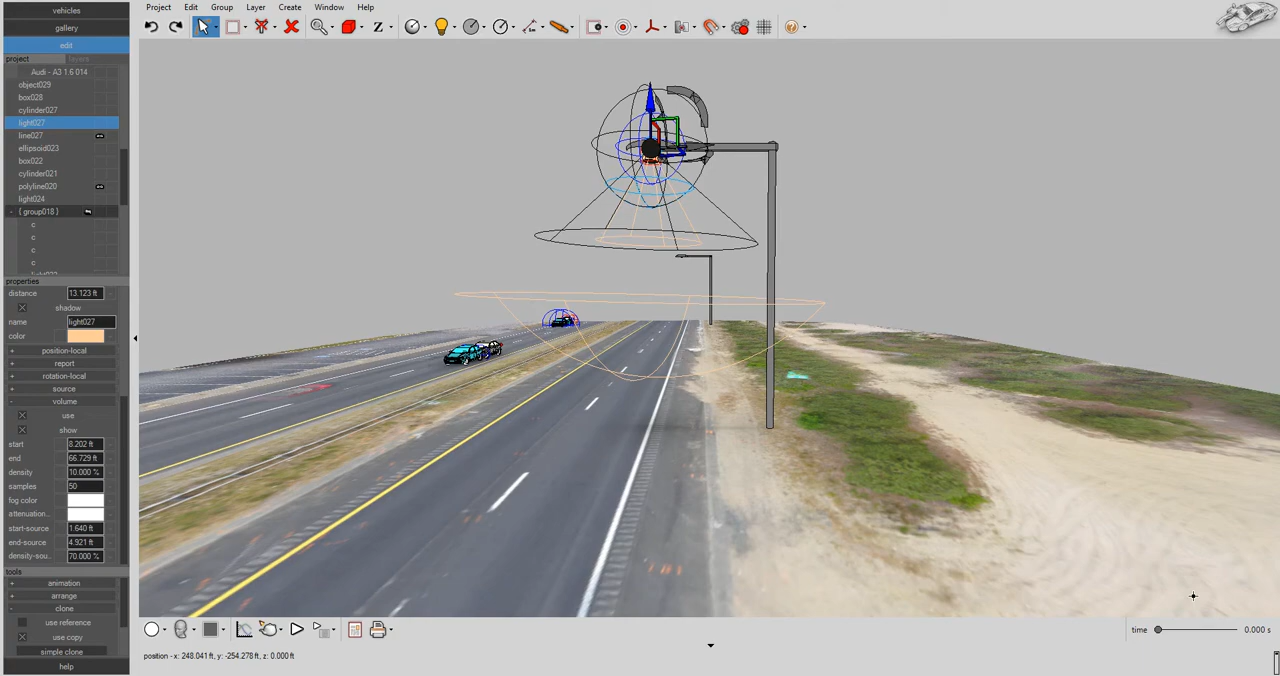 Project Edit Group Layer Create Window Help
vehicles
gallery
edit
project layers
Audi - A3 1.6 014
object029
box028
cylinder027
light027
line027
ellipsoid023
box022
cylinder021
polyline020
light024
- { group018 }
c
c
c
c
properties
distance 13.123 ft
shadow
name light027
color
+ position-local
+ report
+ rotation-local
+ source
- volume
use
show
start 8.202 ft
end 66.729 ft
density 10.000 %
samples 50
fog color
attenuation...
start-source 1.640 ft
end-source 4.921 ft
density-sou... 70.000 %
tools
+ animation
+ arrange
- clone
use reference
use copy
simple clone
help
time 0.000 s
position - x: 248.041 ft, y: -254.278 ft, z: 0.000 ft